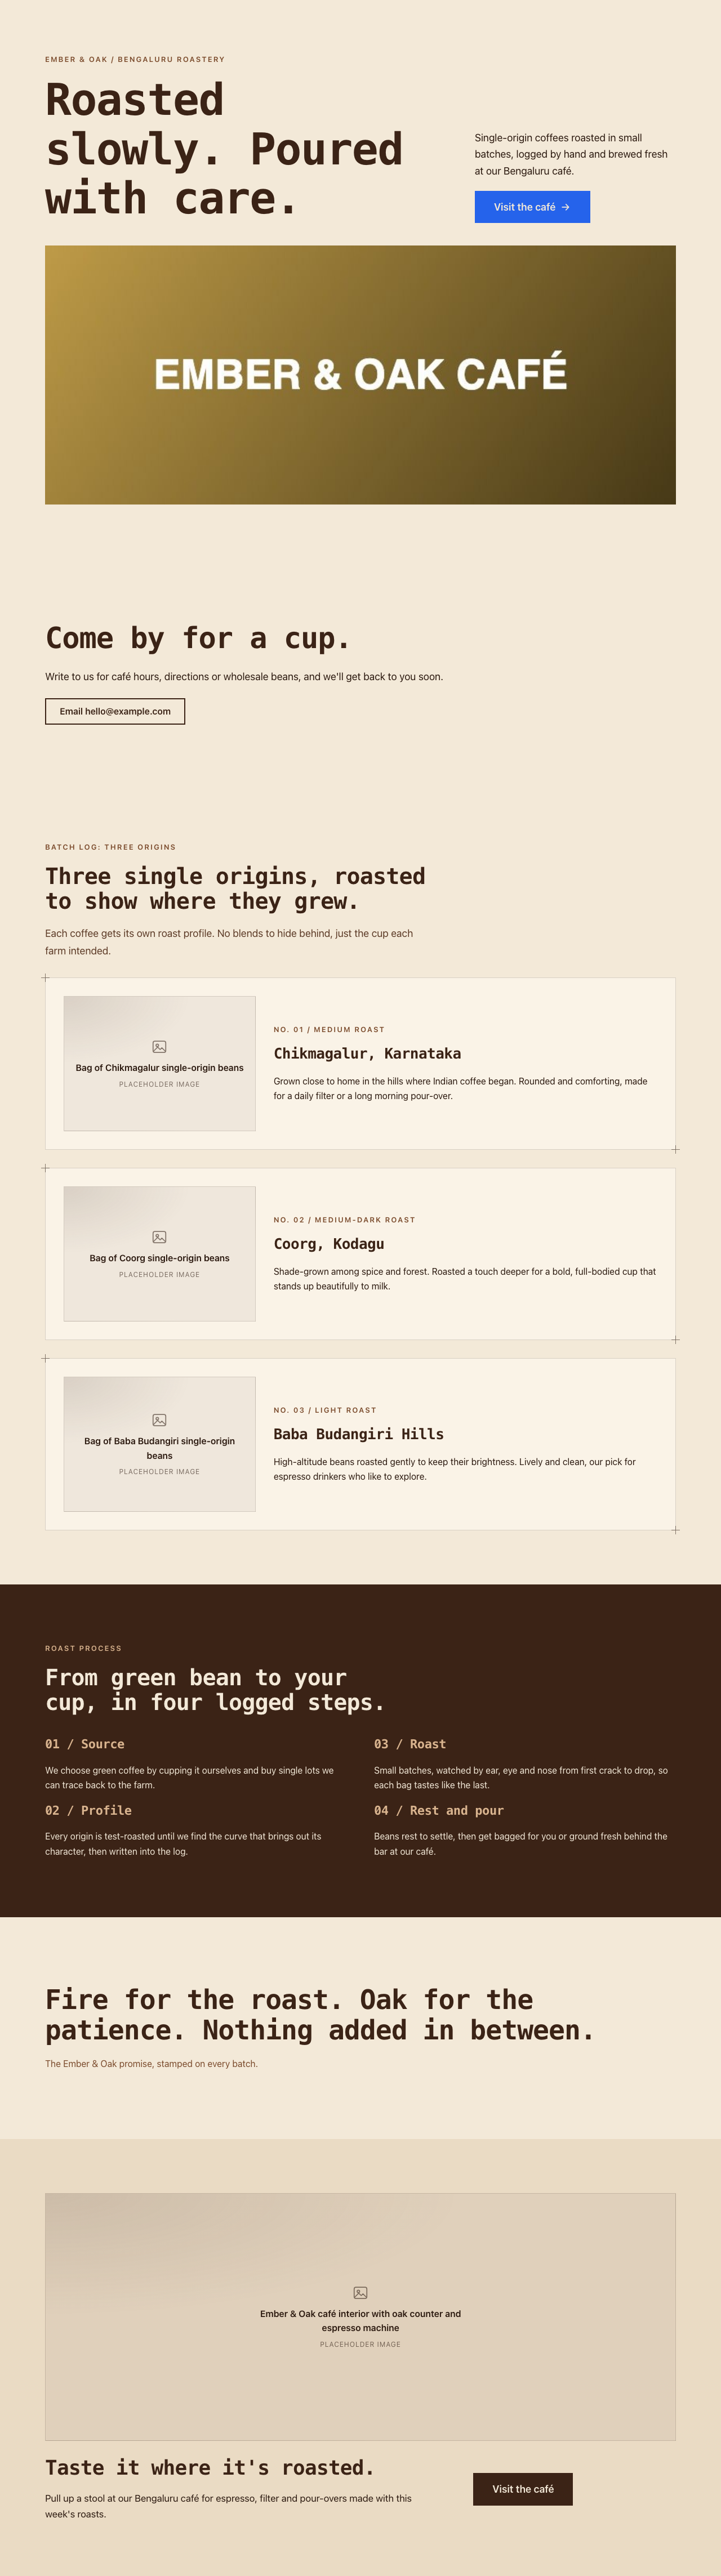 EMBER & OAK / BENGALURU ROASTERY
Roasted
slowly. Poured
with care.
Single-origin coffees roasted in small
batches, logged by hand and brewed fresh
at our Bengaluru café.
Visit the café →
EMBER & OAK CAFÉ
Come by for a cup.
Write to us for café hours, directions or wholesale beans, and we'll get back to you soon.
Email hello@example.com
BATCH LOG: THREE ORIGINS
Three single origins, roasted
to show where they grew.
Each coffee gets its own roast profile. No blends to hide behind, just the cup each
farm intended.
Bag of Chikmagalur single-origin beans
PLACEHOLDER IMAGE
NO. 01 / MEDIUM ROAST
Chikmagalur, Karnataka
Grown close to home in the hills where Indian coffee began. Rounded and comforting, made
for a daily filter or a long morning pour-over.
Bag of Coorg single-origin beans
PLACEHOLDER IMAGE
NO. 02 / MEDIUM-DARK ROAST
Coorg, Kodagu
Shade-grown among spice and forest. Roasted a touch deeper for a bold, full-bodied cup that
stands up beautifully to milk.
Bag of Baba Budangiri single-origin
beans
PLACEHOLDER IMAGE
NO. 03 / LIGHT ROAST
Baba Budangiri Hills
High-altitude beans roasted gently to keep their brightness. Lively and clean, our pick for
espresso drinkers who like to explore.
ROAST PROCESS
From green bean to your
cup, in four logged steps.
01 / Source
We choose green coffee by cupping it ourselves and buy single lots we
can trace back to the farm.
02 / Profile
Every origin is test-roasted until we find the curve that brings out its
character, then written into the log.
03 / Roast
Small batches, watched by ear, eye and nose from first crack to drop, so
each bag tastes like the last.
04 / Rest and pour
Beans rest to settle, then get bagged for you or ground fresh behind the
bar at our café.
Fire for the roast. Oak for the
patience. Nothing added in between.
The Ember & Oak promise, stamped on every batch.
Ember & Oak café interior with oak counter and
espresso machine
PLACEHOLDER IMAGE
Taste it where it's roasted.
Pull up a stool at our Bengaluru café for espresso, filter and pour-overs made with this
week's roasts.
Visit the café